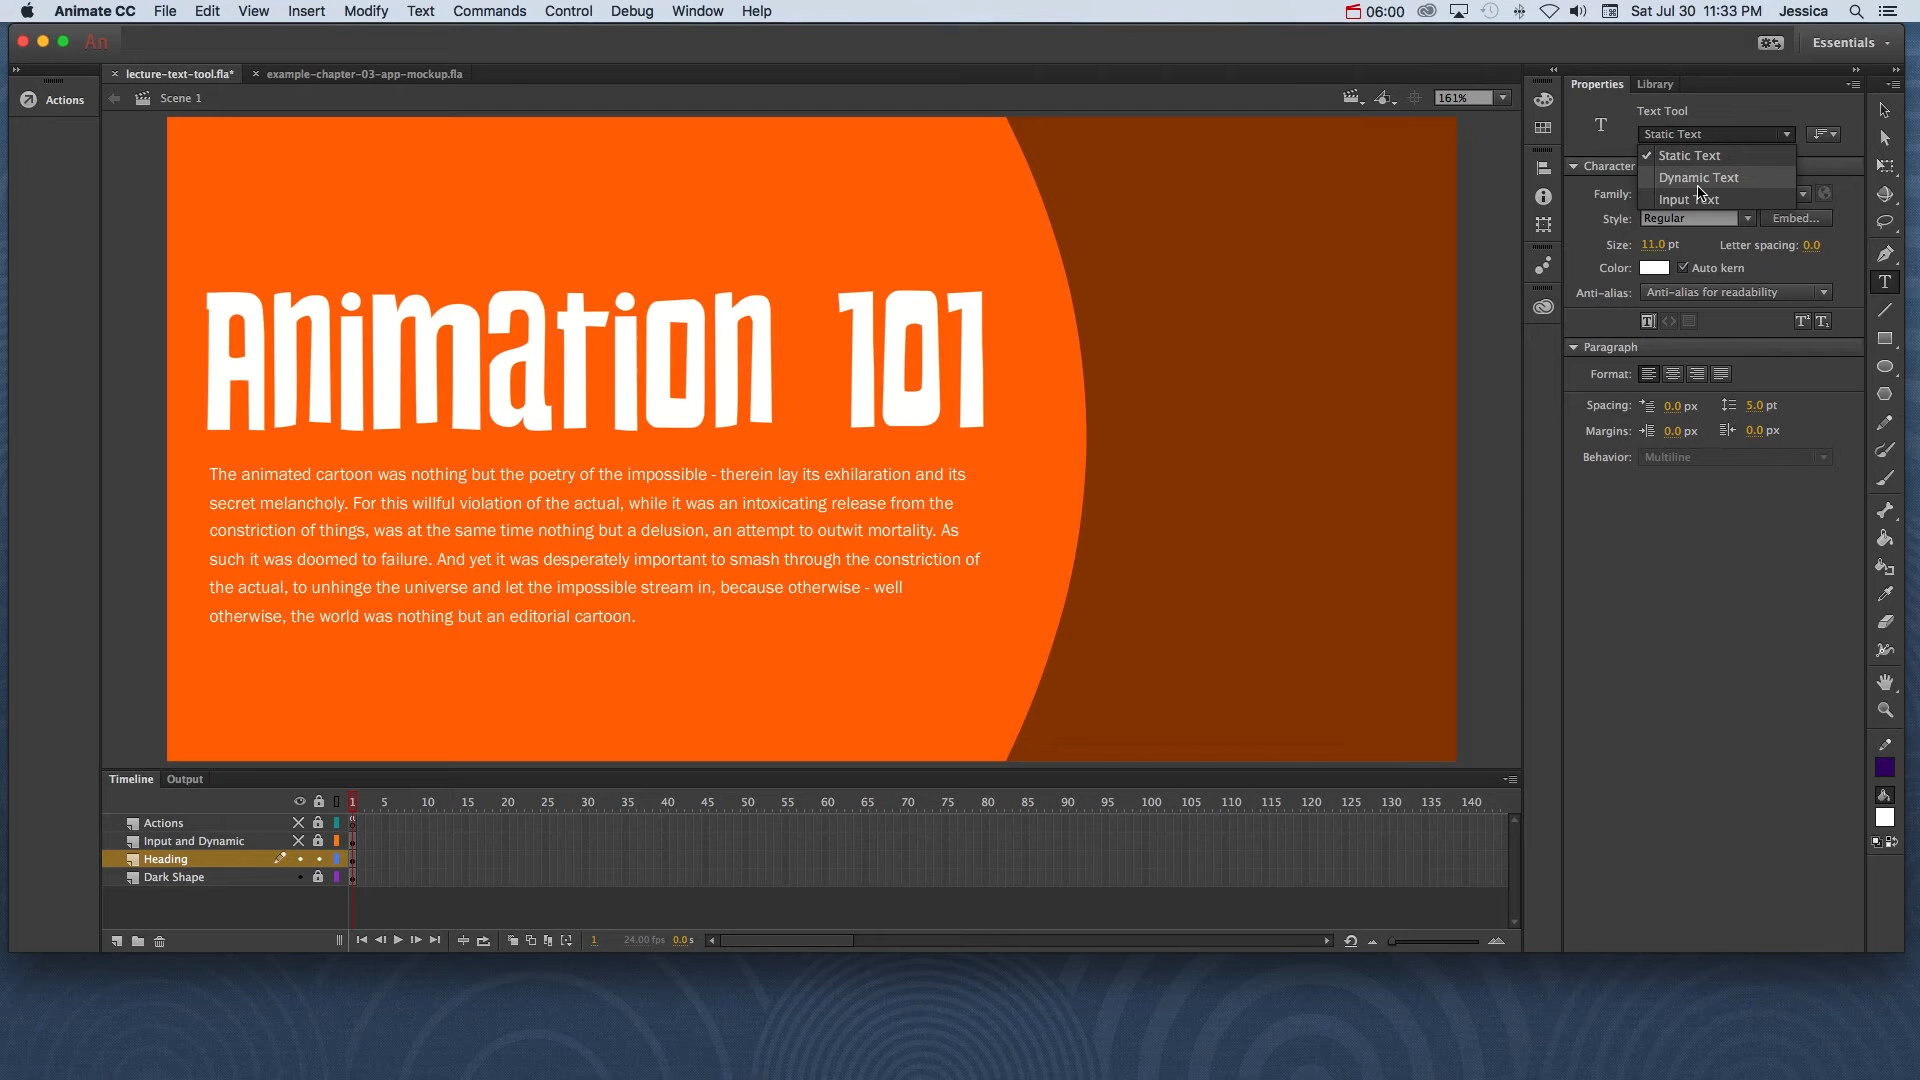 Animate CC File Edit View Insert Modify Text Commands Control Debug Window Help 06:00 Sat Jul 30 11:33 PM Jessica
An Essentials
lecture-text-tool.fla* example-chapter-03-app-mockup.fla
Actions
Scene 1 161%
Properties Library
Text Tool
T Static Text
Static Text
Dynamic Text
Input Text
Character
Family:
Style: Regular Embed...
Size: 11.0 pt Letter spacing: 0.0
Color: Auto kern
Anti-alias: Anti-alias for readability
Paragraph
Format:
Spacing: 0.0 px 5.0 pt
Margins: 0.0 px 0.0 px
Behavior: Multiline
Animation 101
The animated cartoon was nothing but the poetry of the impossible - therein lay its exhilaration and its
secret melancholy. For this willful violation of the actual, while it was an intoxicating release from the
constriction of things, was at the same time nothing but a delusion, an attempt to outwit mortality. As
such it was doomed to failure. And yet it was desperately important to smash through the constriction of
the actual, to unhinge the universe and let the impossible stream in, because otherwise - well
otherwise, the world was nothing but an editorial cartoon.
Timeline Output
1 5 10 15 20 25 30 35 40 45 50 55 60 65 70 75 80 85 90 95 100 105 110 115 120 125 130 135 140
Actions
Input and Dynamic
Heading
Dark Shape
1 24.00 fps 0.0 s